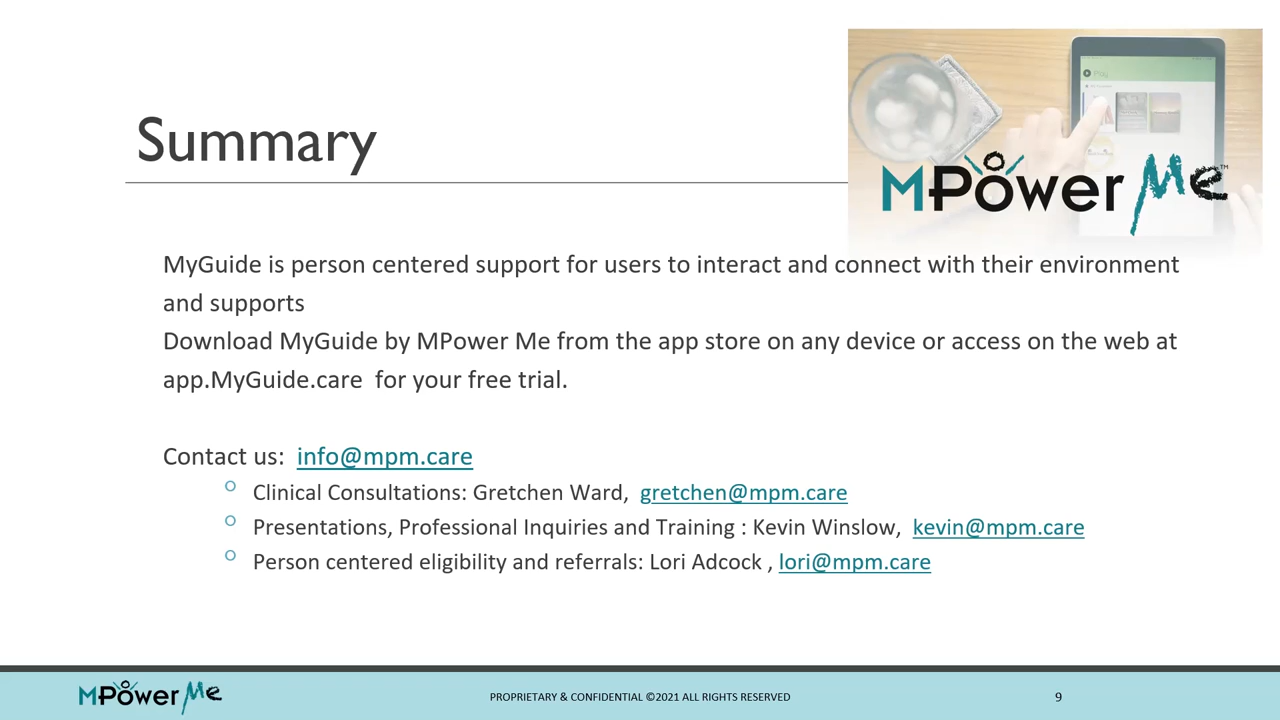 Play
Summary
MPower Me™
MyGuide is person centered support for users to interact and connect with their environment
and supports
Download MyGuide by MPower Me from the app store on any device or access on the web at
app.MyGuide.care for your free trial.
Contact us: info@mpm.care
Clinical Consultations: Gretchen Ward, gretchen@mpm.care
Presentations, Professional Inquiries and Training : Kevin Winslow, kevin@mpm.care
Person centered eligibility and referrals: Lori Adcock , lori@mpm.care
MPower Me
PROPRIETARY & CONFIDENTIAL ©2021 ALL RIGHTS RESERVED
9